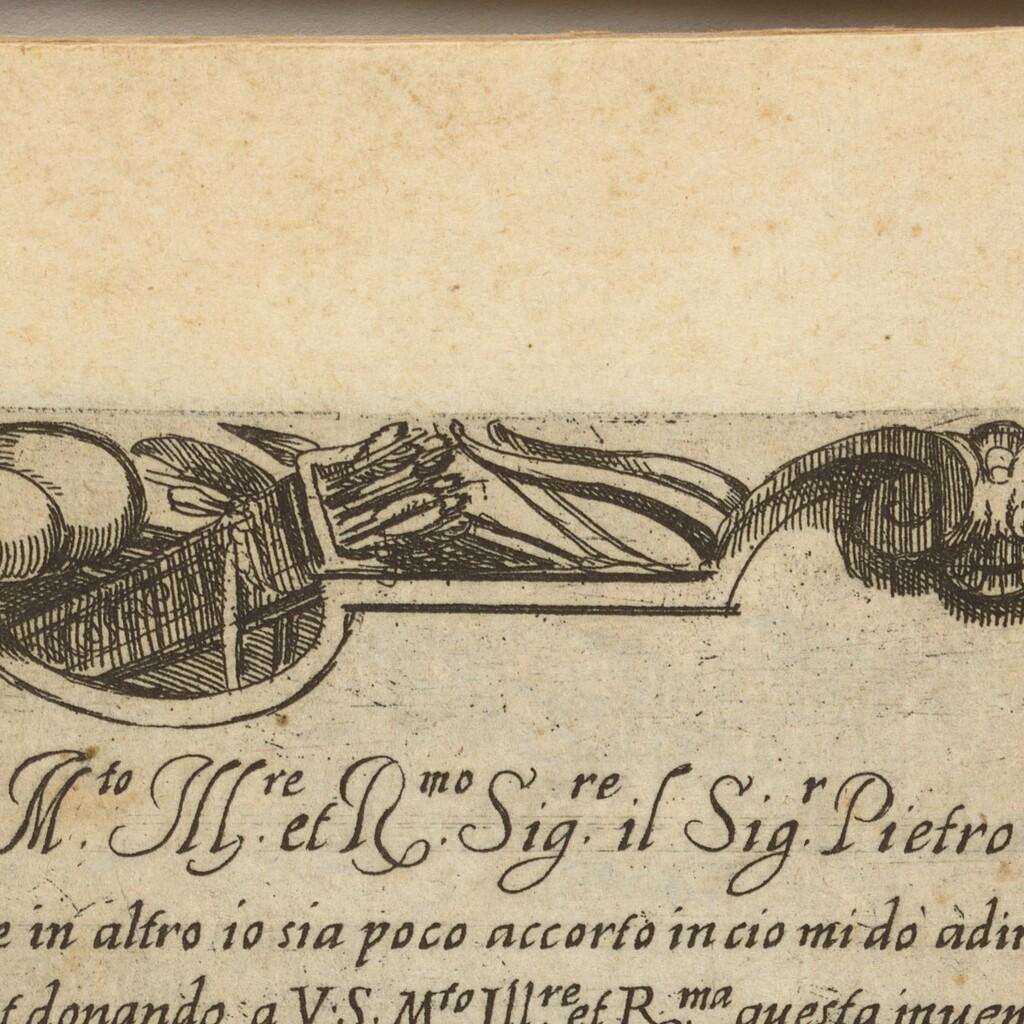 M.to Ill.re et R.mo Sig.re il Sig.r Pietro
e in altro io sia poco accorto in cio mi do adi
donando a V.S. M.to Ill.re et R.ma questa inuen